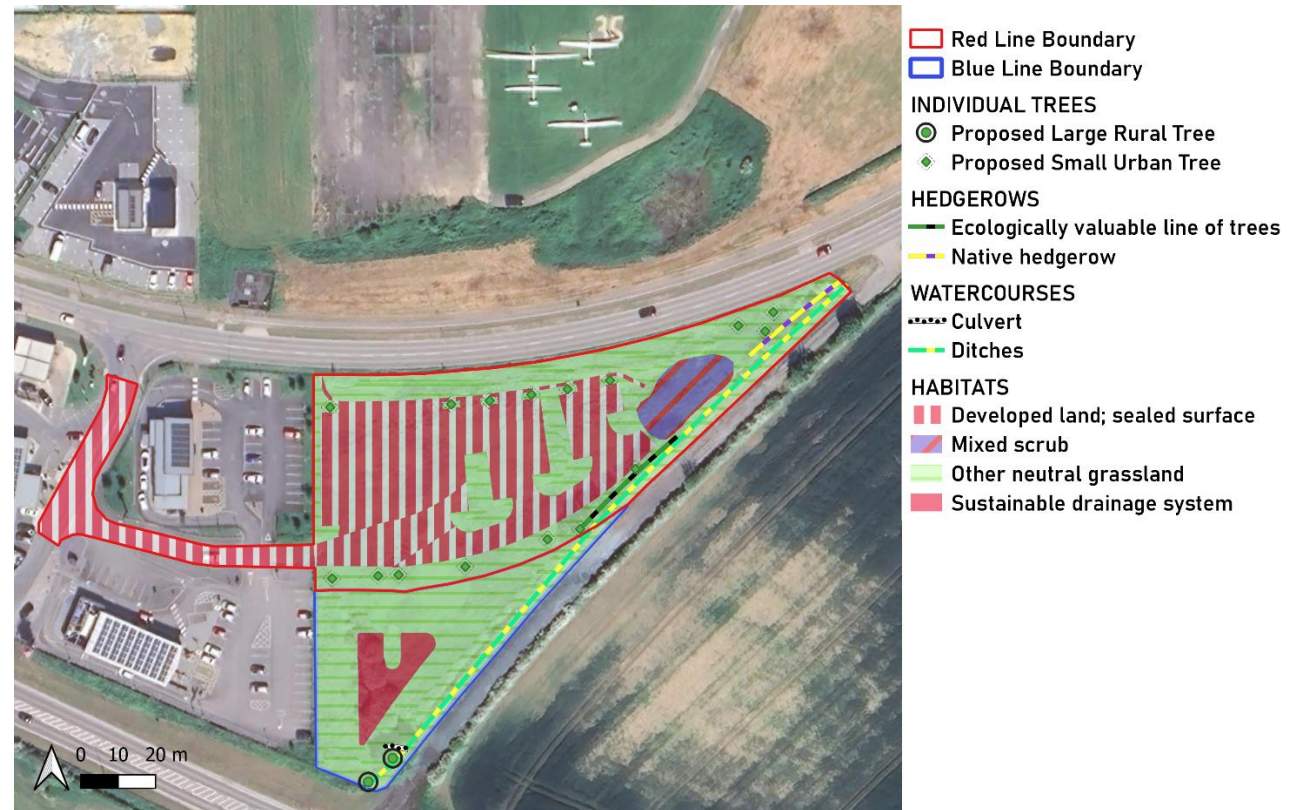 Red Line Boundary
Blue Line Boundary
INDIVIDUAL TREES
Proposed Large Rural Tree
Proposed Small Urban Tree
HEDGEROWS
Ecologically valuable line of trees
Native hedgerow
WATERCOURSES
Culvert
Ditches
HABITATS
Developed land; sealed surface
Mixed scrub
Other neutral grassland
Sustainable drainage system
0 10 20 m